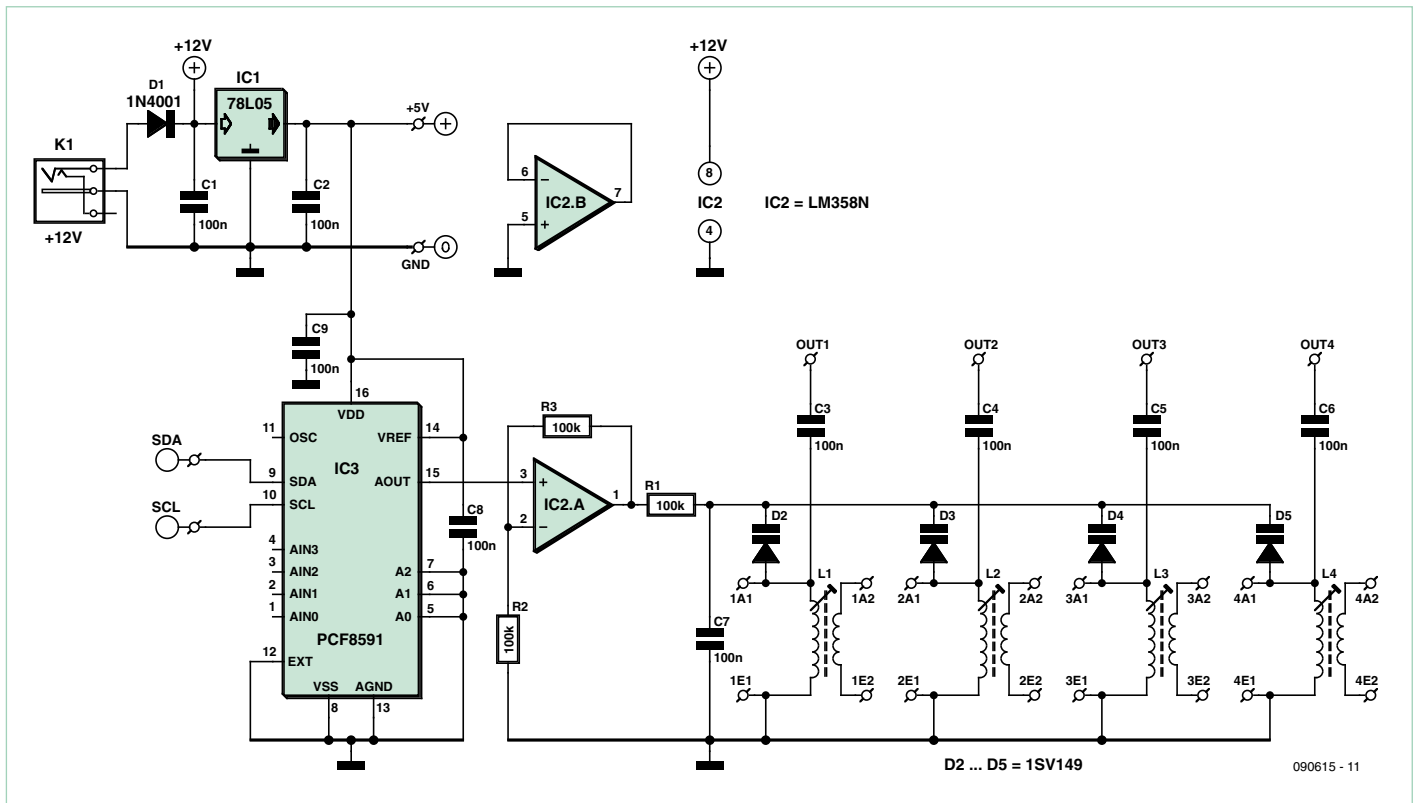 +12V
D1
1N4001
IC1
78L05
+5V
K1
C1
100n
C2
100n
+12V
GND
0
6
5
7
IC2.B
+12V
8
IC2
4
IC2 = LM358N
C9
100n
16
VDD
11
OSC
VREF
14
SDA
9
SDA
IC3
AOUT
15
SCL
10
SCL
C8
100n
4
AIN3
3
AIN2
A2
7
2
AIN1
A1
6
1
AIN0
A0
5
PCF8591
12
EXT
VSS
AGND
8
13
R3
100k
3
2
IC2.A
1
R1
100k
R2
100k
C7
100n
OUT1
OUT2
OUT3
OUT4
C3
100n
C4
100n
C5
100n
C6
100n
D2
D3
D4
D5
1A1
L1
1A2
2A1
L2
2A2
3A1
L3
3A2
4A1
L4
4A2
1E1
1E2
2E1
2E2
3E1
3E2
4E1
4E2
D2 ... D5 = 1SV149
090615 - 11